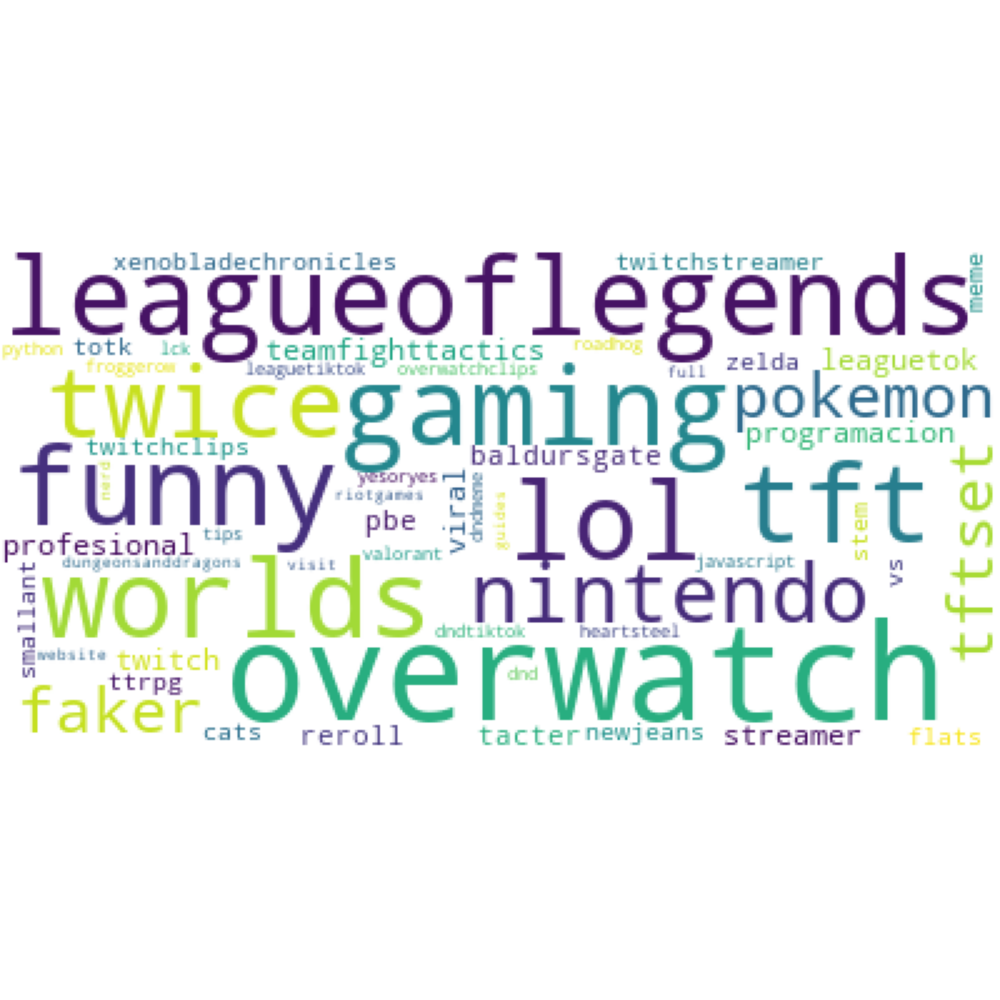 xenobladechronicles twitchstreamer
leagueoflegends meme
python totk lck teamfighttactics roadhog zelda leaguetok
froggerom leaguetiktok overwatchclips full
twice gaming pokemon
twitchclips baldursgate programacion
funny nerd yesoryes riotgames viral dndmeme guides lol tft tftset
profesional tips pbe valorant stem
dungeonsanddragons visit javascript vs
smallant worlds nintendo
dndtiktok heartsteel
website twitch overwatch
ttrpg dnd
faker
cats reroll tacter newjeans streamer flats